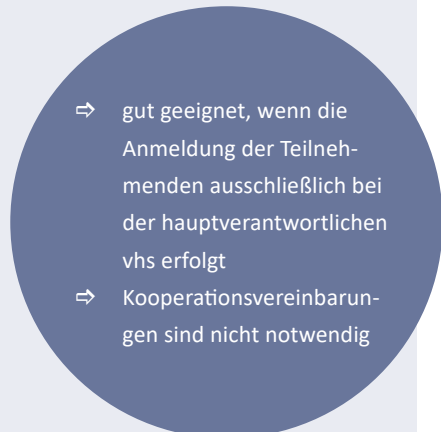 ⇨ gut geeignet, wenn die
Anmeldung der Teilneh-
menden ausschließlich bei
der hauptverantwortlichen
vhs erfolgt
⇨ Kooperationsvereinbarun-
gen sind nicht notwendig